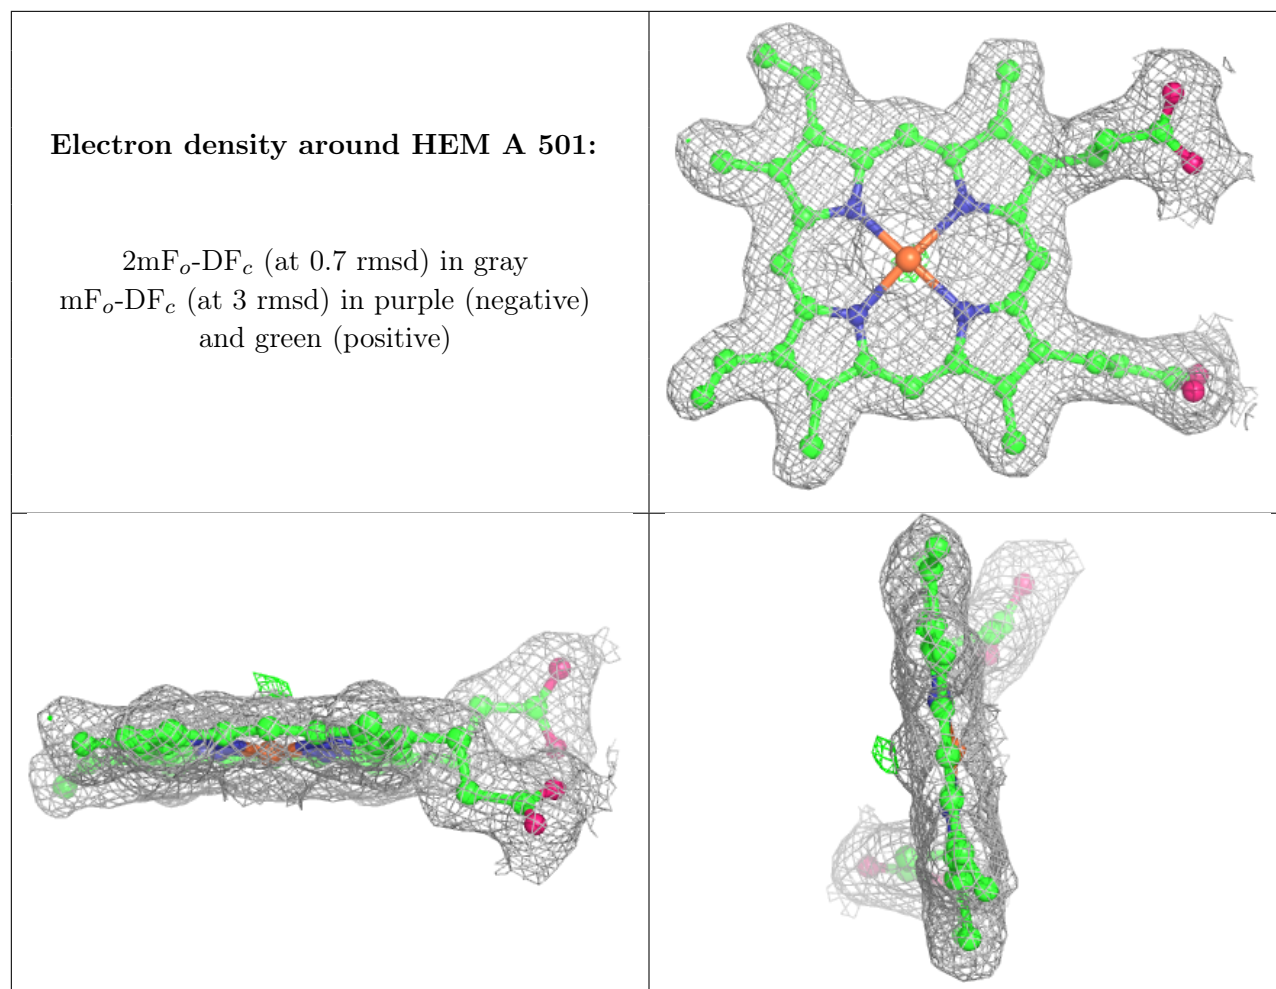 Electron density around HEM A 501:
2mFo-DFc (at 0.7 rmsd) in gray
mFo-DFc (at 3 rmsd) in purple (negative)
and green (positive)